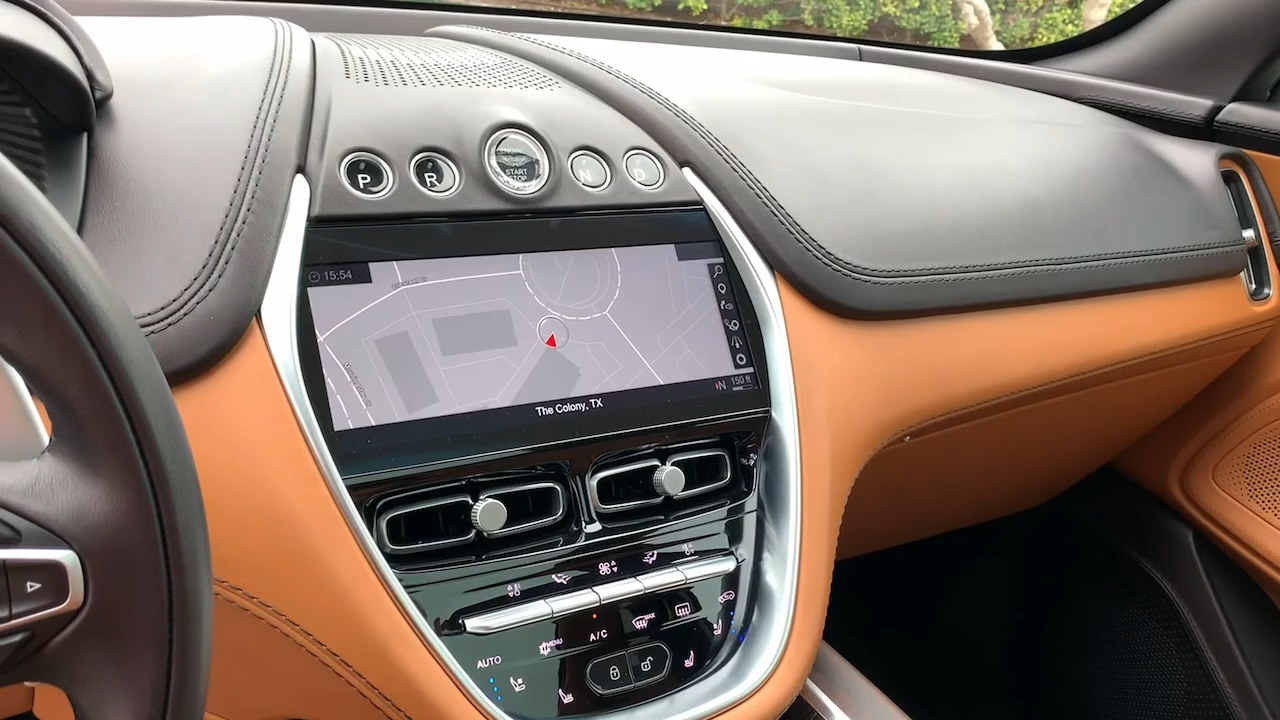 P R START STOP N D
15:54
N 150 ft
The Colony, TX
MENU A/C MAX
AUTO